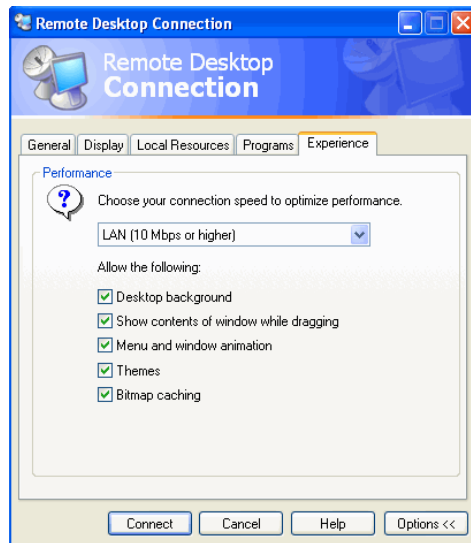 Remote Desktop Connection
Remote Desktop
Connection
General Display Local Resources Programs Experience
Performance
Choose your connection speed to optimize performance.
LAN (10 Mbps or higher)
Allow the following:
Desktop background
Show contents of window while dragging
Menu and window animation
Themes
Bitmap caching
Connect Cancel Help Options <<